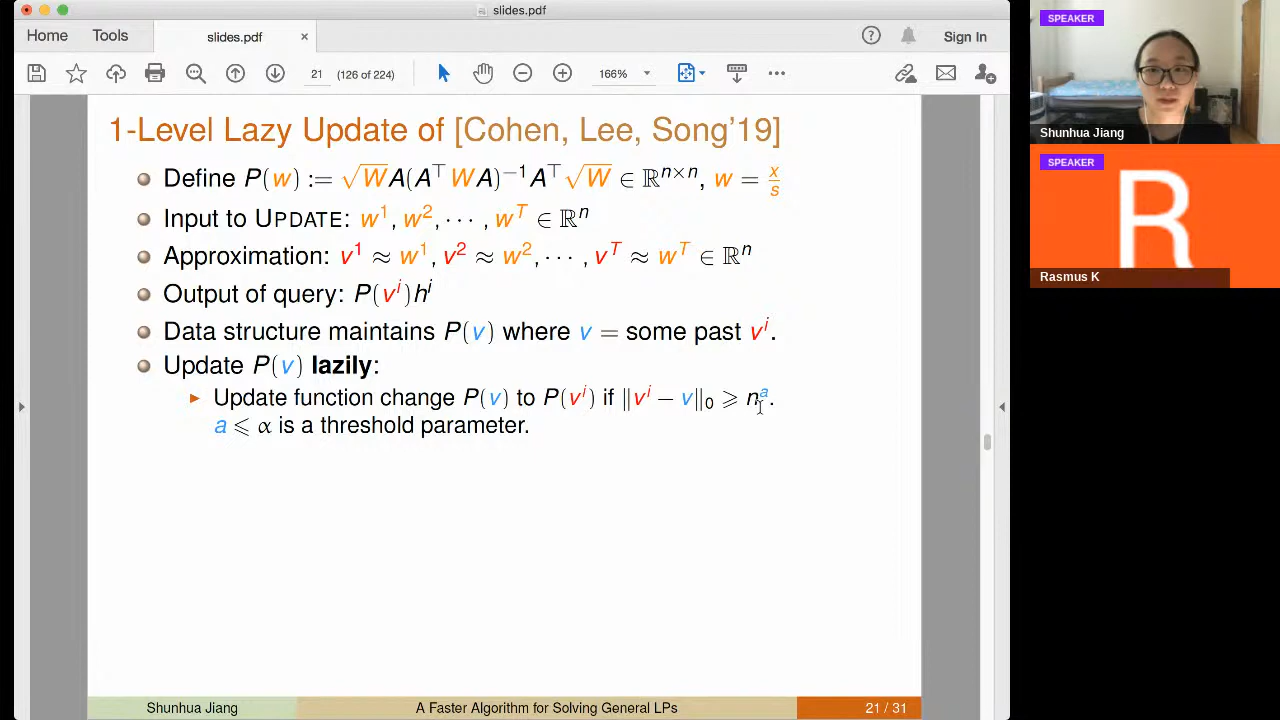 slides.pdf
Home
Tools
slides.pdf
×
Sign In
21
(126 of 224)
166%
1-Level Lazy Update of [Cohen, Lee, Song'19]
Define P(w) := √W A(A⊤WA)−1A⊤√W ∈ ℝn×n, w = x/s
Input to UPDATE: w1, w2, ···, wT ∈ ℝn
Approximation: v1 ≈ w1, v2 ≈ w2, ···, vT ≈ wT ∈ ℝn
Output of query: P(vi)hi
Data structure maintains P(v) where v = some past vi.
Update P(v) lazily:
Update function change P(v) to P(vi) if ‖vi − v‖0 ⩾ na.
a ⩽ α is a threshold parameter.
Shunhua Jiang
A Faster Algorithm for Solving General LPs
21 / 31
SPEAKER
Shunhua Jiang
SPEAKER
R
Rasmus K